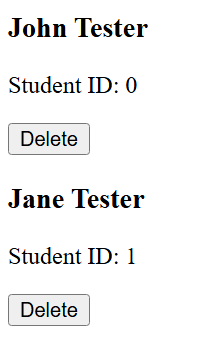 John Tester
Student ID: 0
Delete
Jane Tester
Student ID: 1
Delete